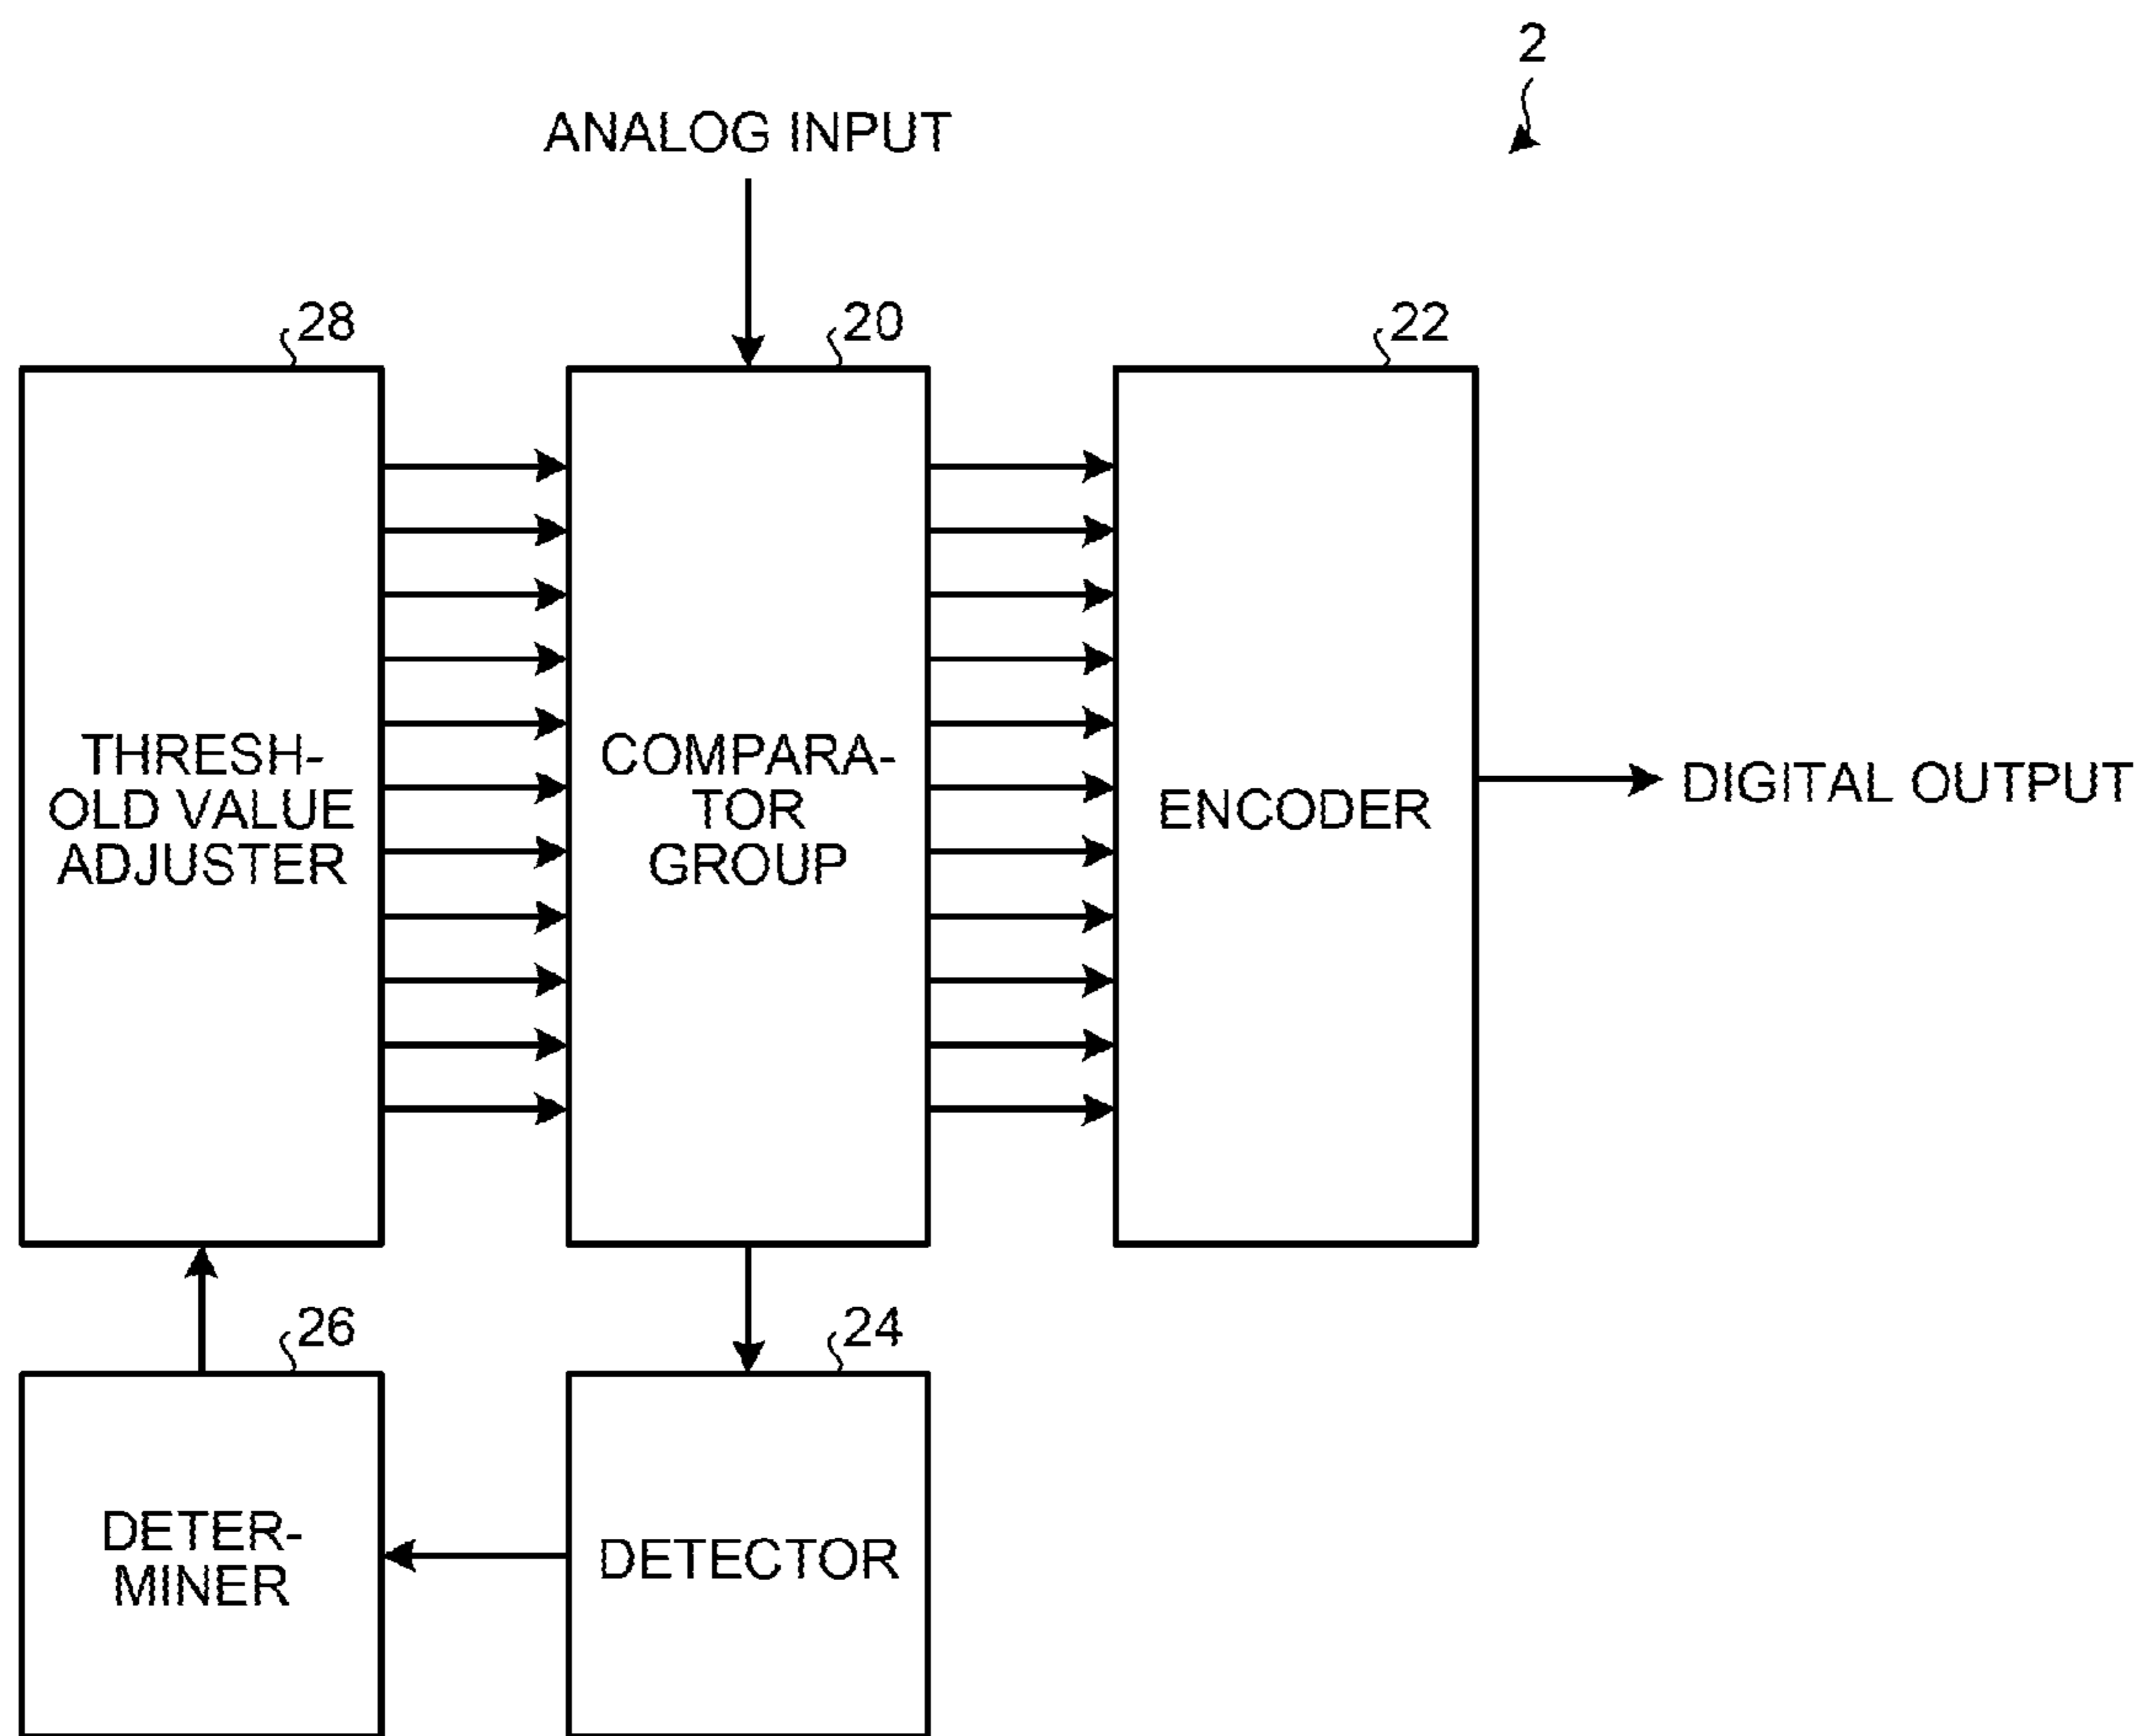 2
ANALOG INPUT
28
20
22
THRESH-
OLD VALUE
ADJUSTER
COMPARA-
TOR
GROUP
ENCODER
DIGITAL OUTPUT
26
24
DETER-
MINER
DETECTOR